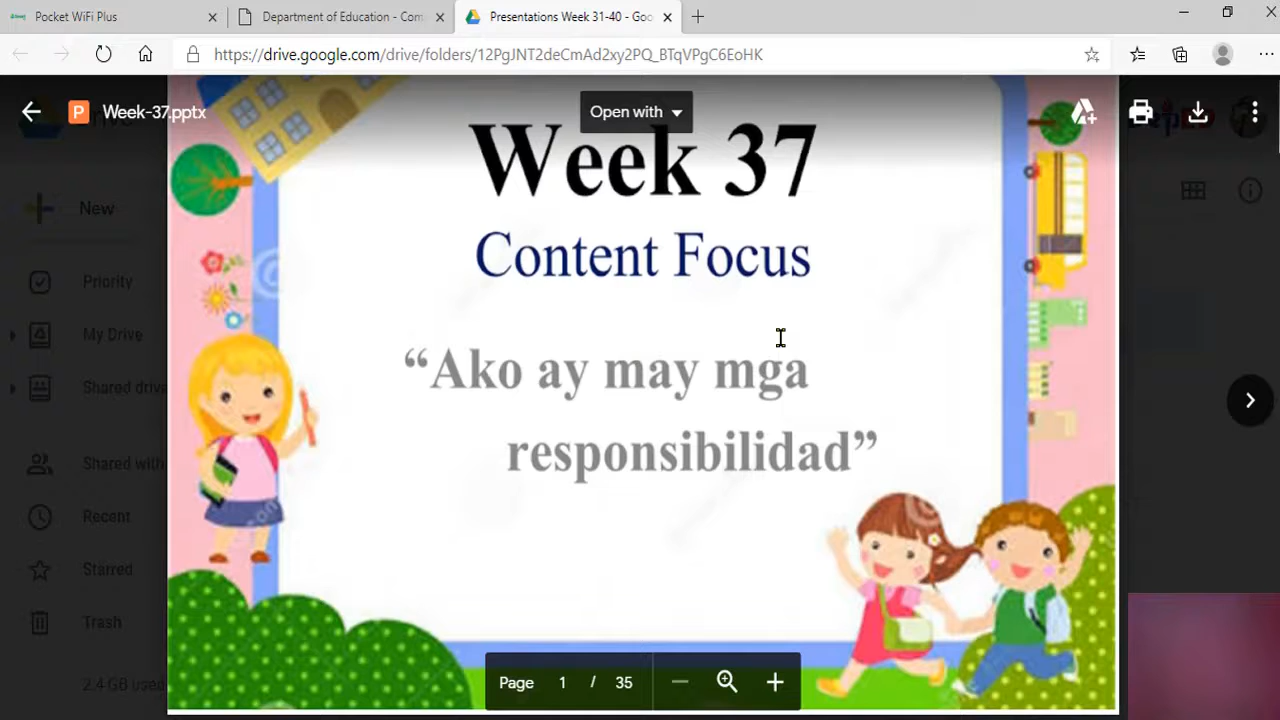 Pocket WiFi Plus
Department of Education - Com
Presentations Week 31-40 - Goo
https://drive.google.com/drive/folders/12PgJNT2deCmAd2xy2PQ_BTqVPgC6EoHK
Week-37.pptx
Open with
New
Priority
My Drive
Shared driv
Shared with
Recent
Starred
Trash
2.4 GB used
Week 37
Content Focus
“Ako ay may mga
responsibilidad”
Page 1 / 35